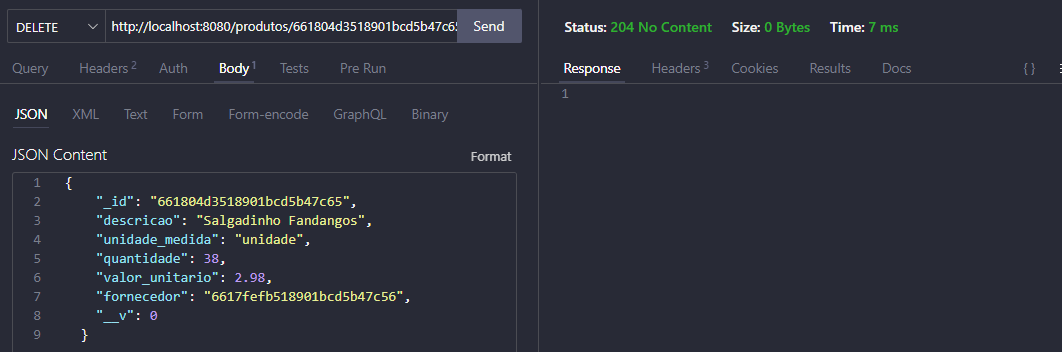 DELETE http://localhost:8080/produtos/661804d3518901bcd5b47c65 Send
Query Headers 2 Auth Body 1 Tests Pre Run
JSON XML Text Form Form-encode GraphQL Binary
JSON Content Format
1 {
2 "_id": "661804d3518901bcd5b47c65",
3 "descricao": "Salgadinho Fandangos",
4 "unidade_medida": "unidade",
5 "quantidade": 38,
6 "valor_unitario": 2.98,
7 "fornecedor": "6617fefb518901bcd5b47c56",
8 "__v": 0
9 }
Status: 204 No Content Size: 0 Bytes Time: 7 ms
Response Headers 3 Cookies Results Docs { }
1